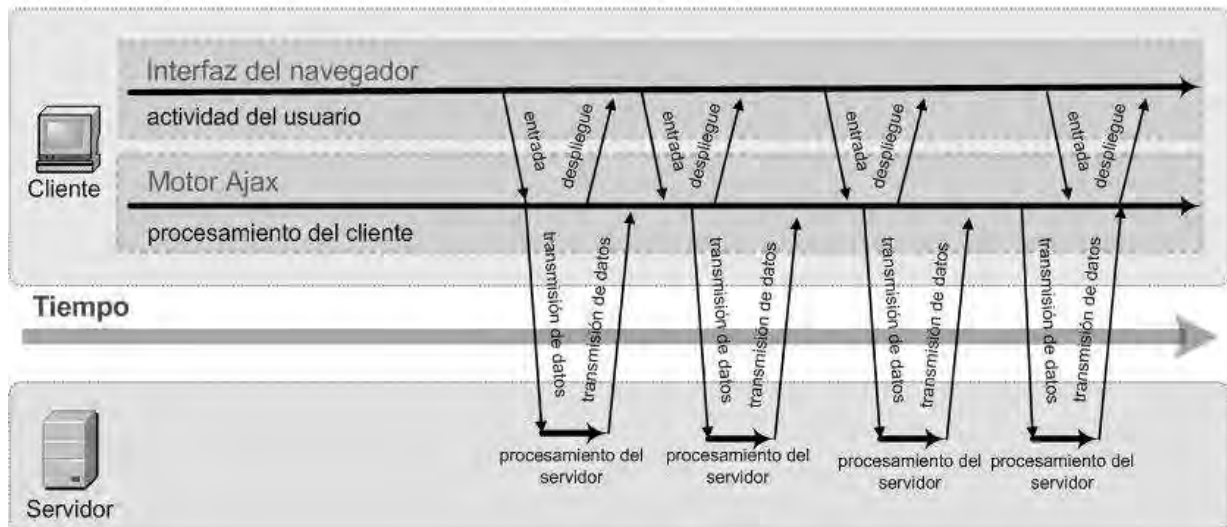 Interfaz del navegador
actividad del usuario
entrada
despliegue
entrada
despliegue
entrada
despliegue
entrada
despliegue
Cliente
Motor Ajax
procesamiento del cliente
transmisión de datos
transmisión de datos
transmisión de datos
transmisión de datos
transmisión de datos
transmisión de datos
transmisión de datos
transmisión de datos
Tiempo
procesamiento del
servidor
procesamiento del
servidor
procesamiento del
servidor
procesamiento del
servidor
Servidor